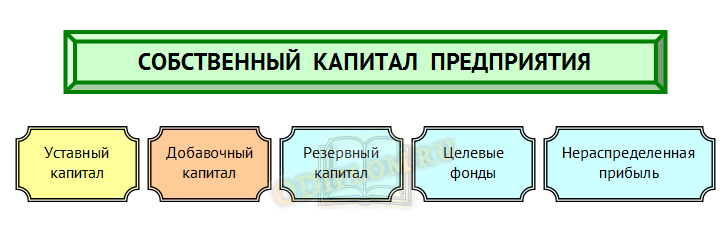 СОБСТВЕННЫЙ КАПИТАЛ ПРЕДПРИЯТИЯ
Уставный
капитал
Добавочный
капитал
Резервный
капитал
Целевые
фонды
Нераспределенная
прибыль